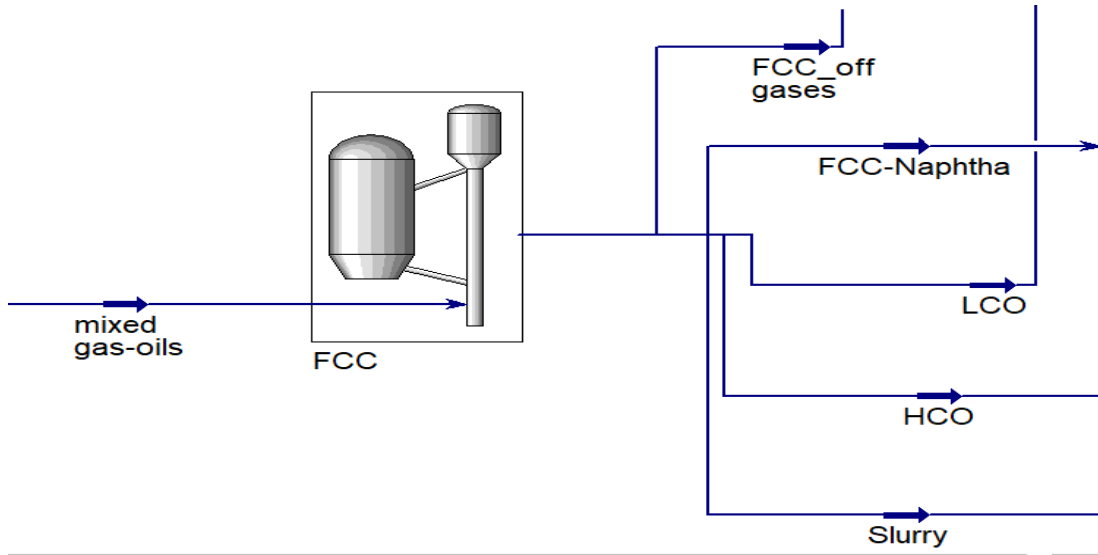 FCC_off
gases
FCC-Naphtha
mixed
gas-oils
FCC
LCO
HCO
Slurry